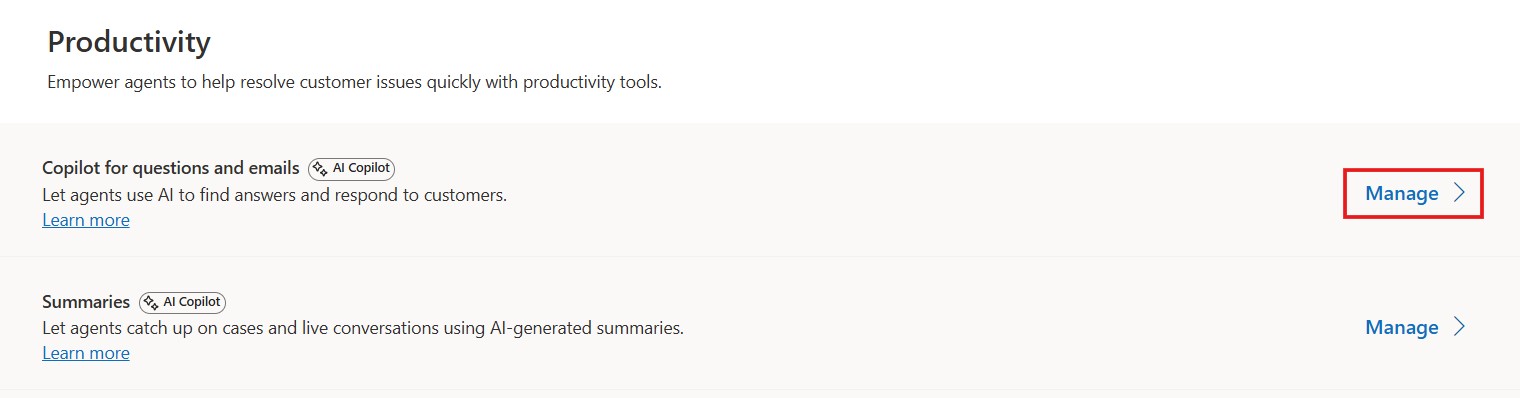 Productivity
Empower agents to help resolve customer issues quickly with productivity tools.
Copilot for questions and emails AI Copilot
Let agents use AI to find answers and respond to customers.
Learn more
Manage
Summaries AI Copilot
Let agents catch up on cases and live conversations using AI-generated summaries.
Learn more
Manage